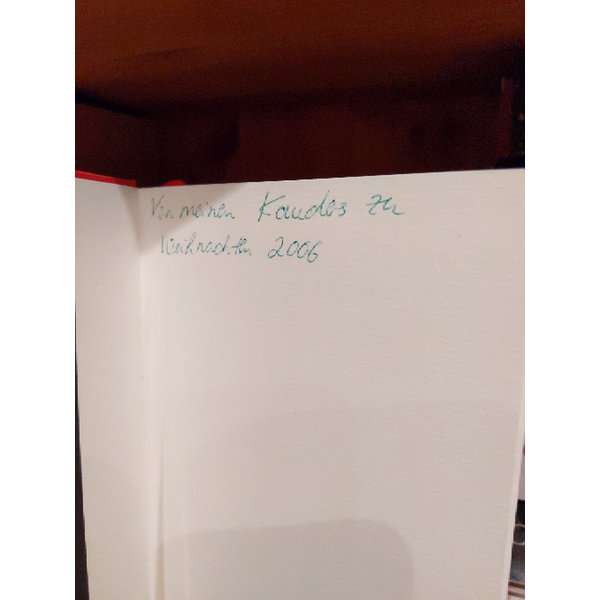 Von meinen Kaudes zu
Weihnachten 2006